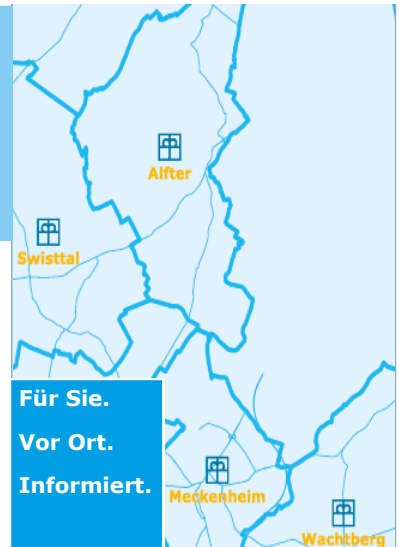 Alfter
Swisttal
Für Sie.
Vor Ort.
Informiert.
Meckenheim
Wachtberg